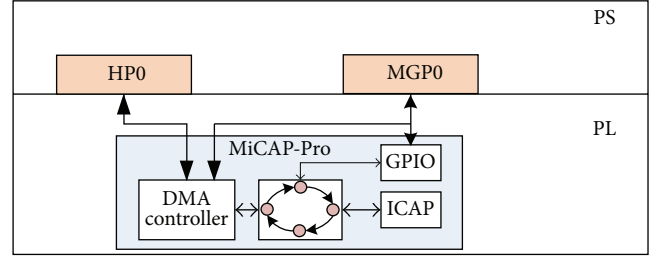 PS
HP0
MGP0
PL
MiCAP-Pro
GPIO
DMA
controller
ICAP